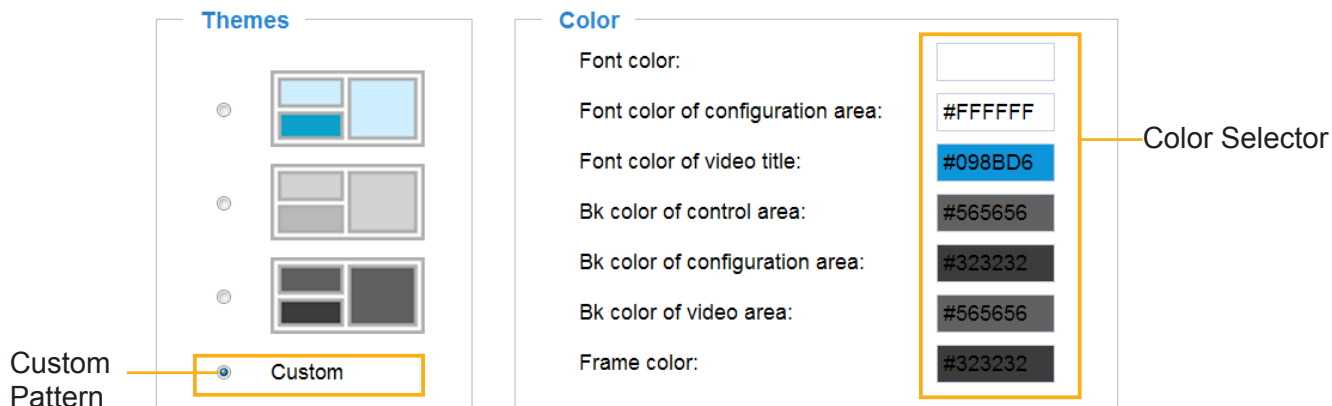 Themes
Custom
Custom
Pattern
Color
Font color:
Font color of configuration area: #FFFFFF
Font color of video title: #098BD6
Bk color of control area: #565656
Bk color of configuration area: #323232
Bk color of video area: #565656
Frame color: #323232
Color Selector